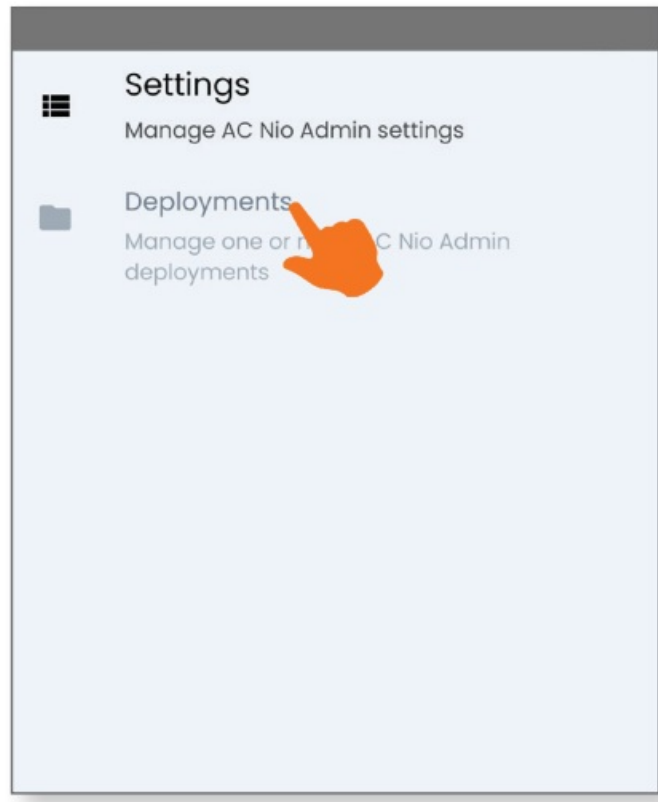 Settings
Manage AC Nio Admin settings
Deployments
Manage one or C Nio Admin
deployments